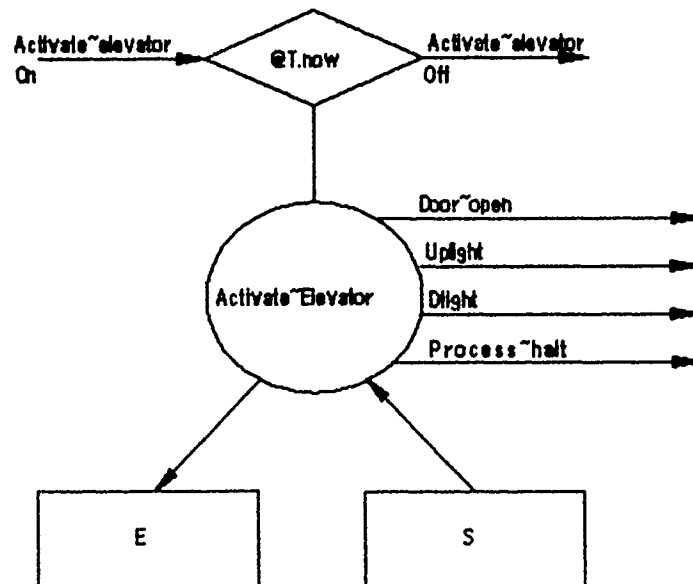 Activate~elevator
On
@T.now
Activate~elevator
Off
Door~open
Uplight
Dlight
Process~halt
Activate~Elevator
E
S